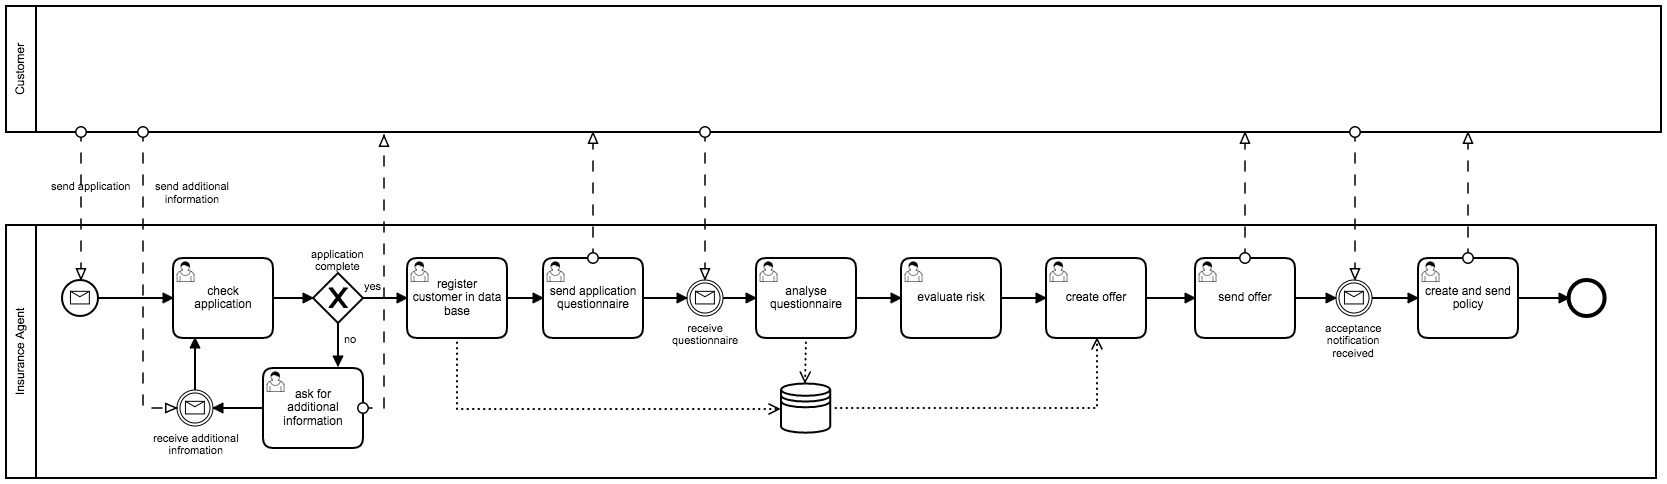 Customer
send application
send additional
information
Insurance Agent
check
application
application
complete
yes
no
ask for
additional
information
receive additional
infromation
register
customer in data
base
send application
questionnaire
receive
questionnaire
analyse
questionnaire
evaluate risk
create offer
send offer
acceptance
notification
received
create and send
policy